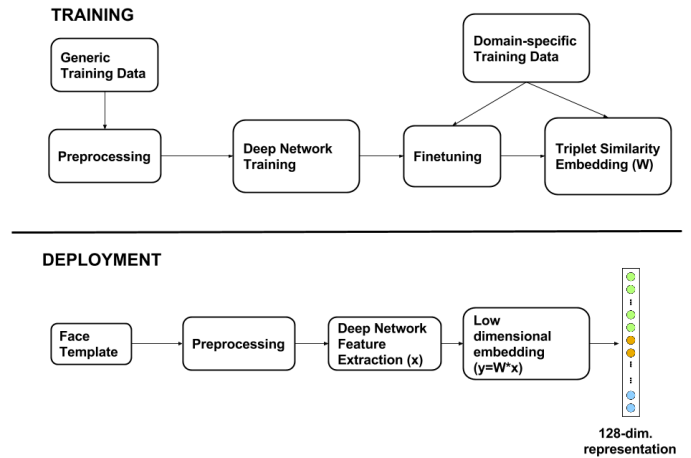 TRAINING
Generic
Training Data
Domain-specific
Training Data
Preprocessing
Deep Network
Training
Finetuning
Triplet Similarity
Embedding (W)
DEPLOYMENT
Face
Template
Preprocessing
Deep Network
Feature
Extraction (x)
Low
dimensional
embedding
(y=W*x)
128-dim.
representation